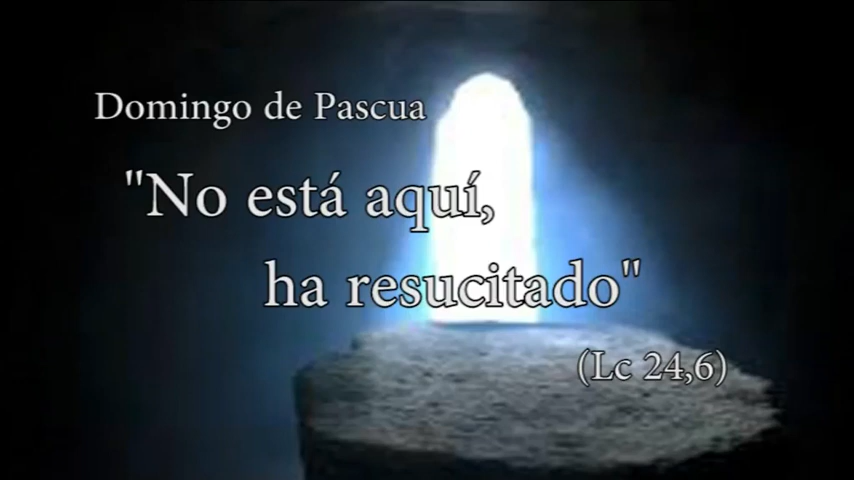 Domingo de Pascua
"No está aquí,
ha resucitado"
(Lc 24,6)